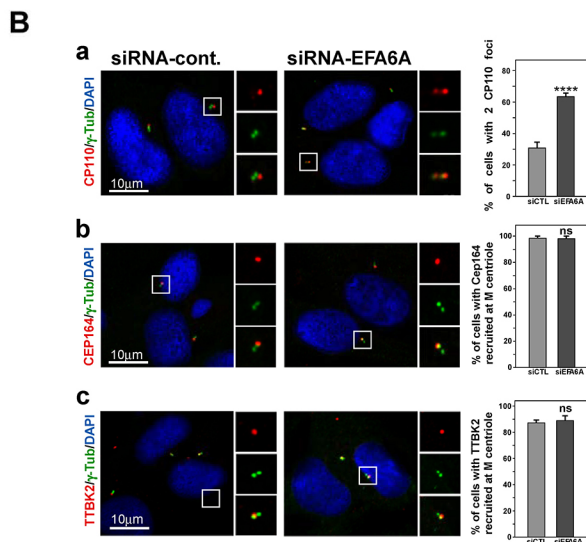 B
a
siRNA-cont.
siRNA-EFA6A
CP110/γ-Tub/DAPI
10μm
% of cells with 2 CP110 foci
80
60
40
20
0
****
siCTL siEFA6A
b
CEP164/γ-Tub/DAPI
10μm
% of cells with Cep164
recruited at M centriole
100
80
60
40
20
0
ns
siCTL siEFA6A
c
TTBK2/γ-Tub/DAPI
10μm
% of cells with TTBK2
recruited at M centriole
100
80
60
40
20
0
ns
siCTL siEFA6A